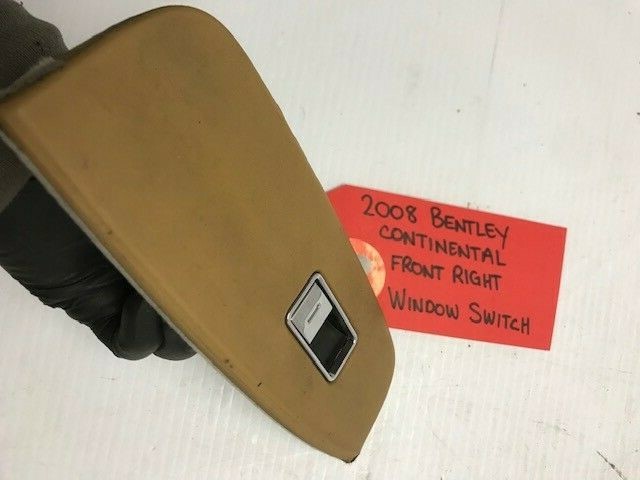 2008 BENTLEY
CONTINENTAL
FRONT RIGHT
WINDOW SWITCH